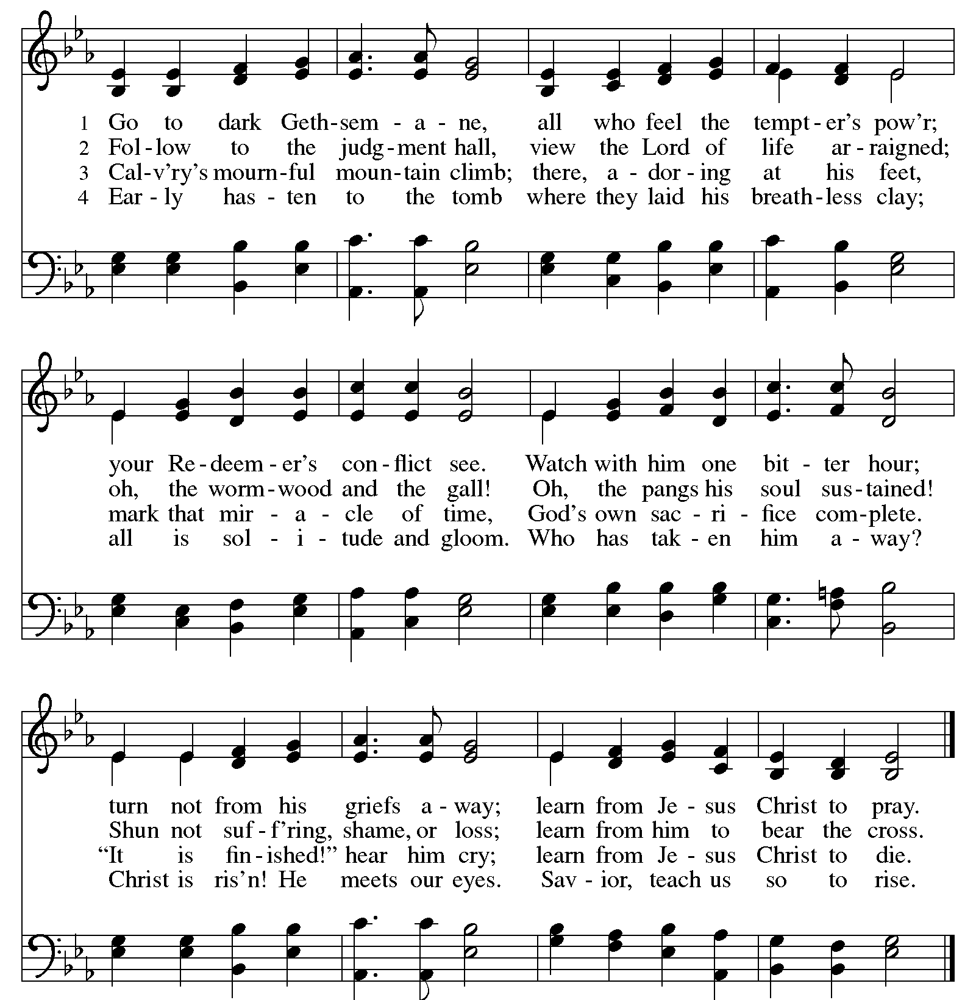 1 Go to dark Geth-sem - a - ne, all who feel the tempt-er's pow'r;
2 Fol-low to the judg-ment hall, view the Lord of life ar-raigned;
3 Cal-v'ry's mourn-ful moun-tain climb; there, a - dor - ing at his feet,
4 Ear - ly has - ten to the tomb where they laid his breath-less clay;
your Re-deem - er's con-flict see. Watch with him one bit - ter hour;
oh, the worm-wood and the gall! Oh, the pangs his soul sus-tained!
mark that mir - a - cle of time, God's own sac - ri - fice com-plete.
all is sol - i - tude and gloom. Who has tak - en him a - way?
turn not from his griefs a - way; learn from Je - sus Christ to pray.
Shun not suf-f'ring, shame, or loss; learn from him to bear the cross.
“It is fin-ished!” hear him cry; learn from Je - sus Christ to die.
Christ is ris'n! He meets our eyes. Sav - ior, teach us so to rise.